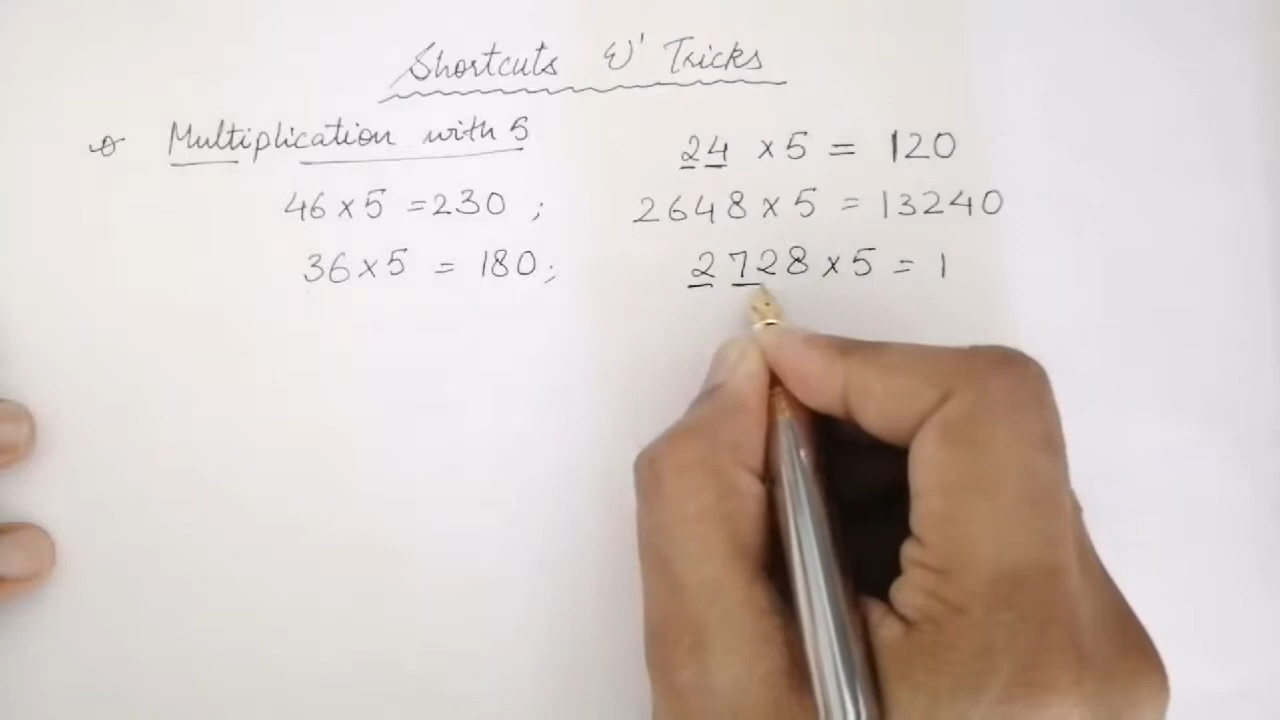 Shortcuts & Tricks
Multiplication with 5
46 × 5 = 230 ;
36 × 5 = 180 ;
24 × 5 = 120
2648 × 5 = 13240
2728 × 5 = 1